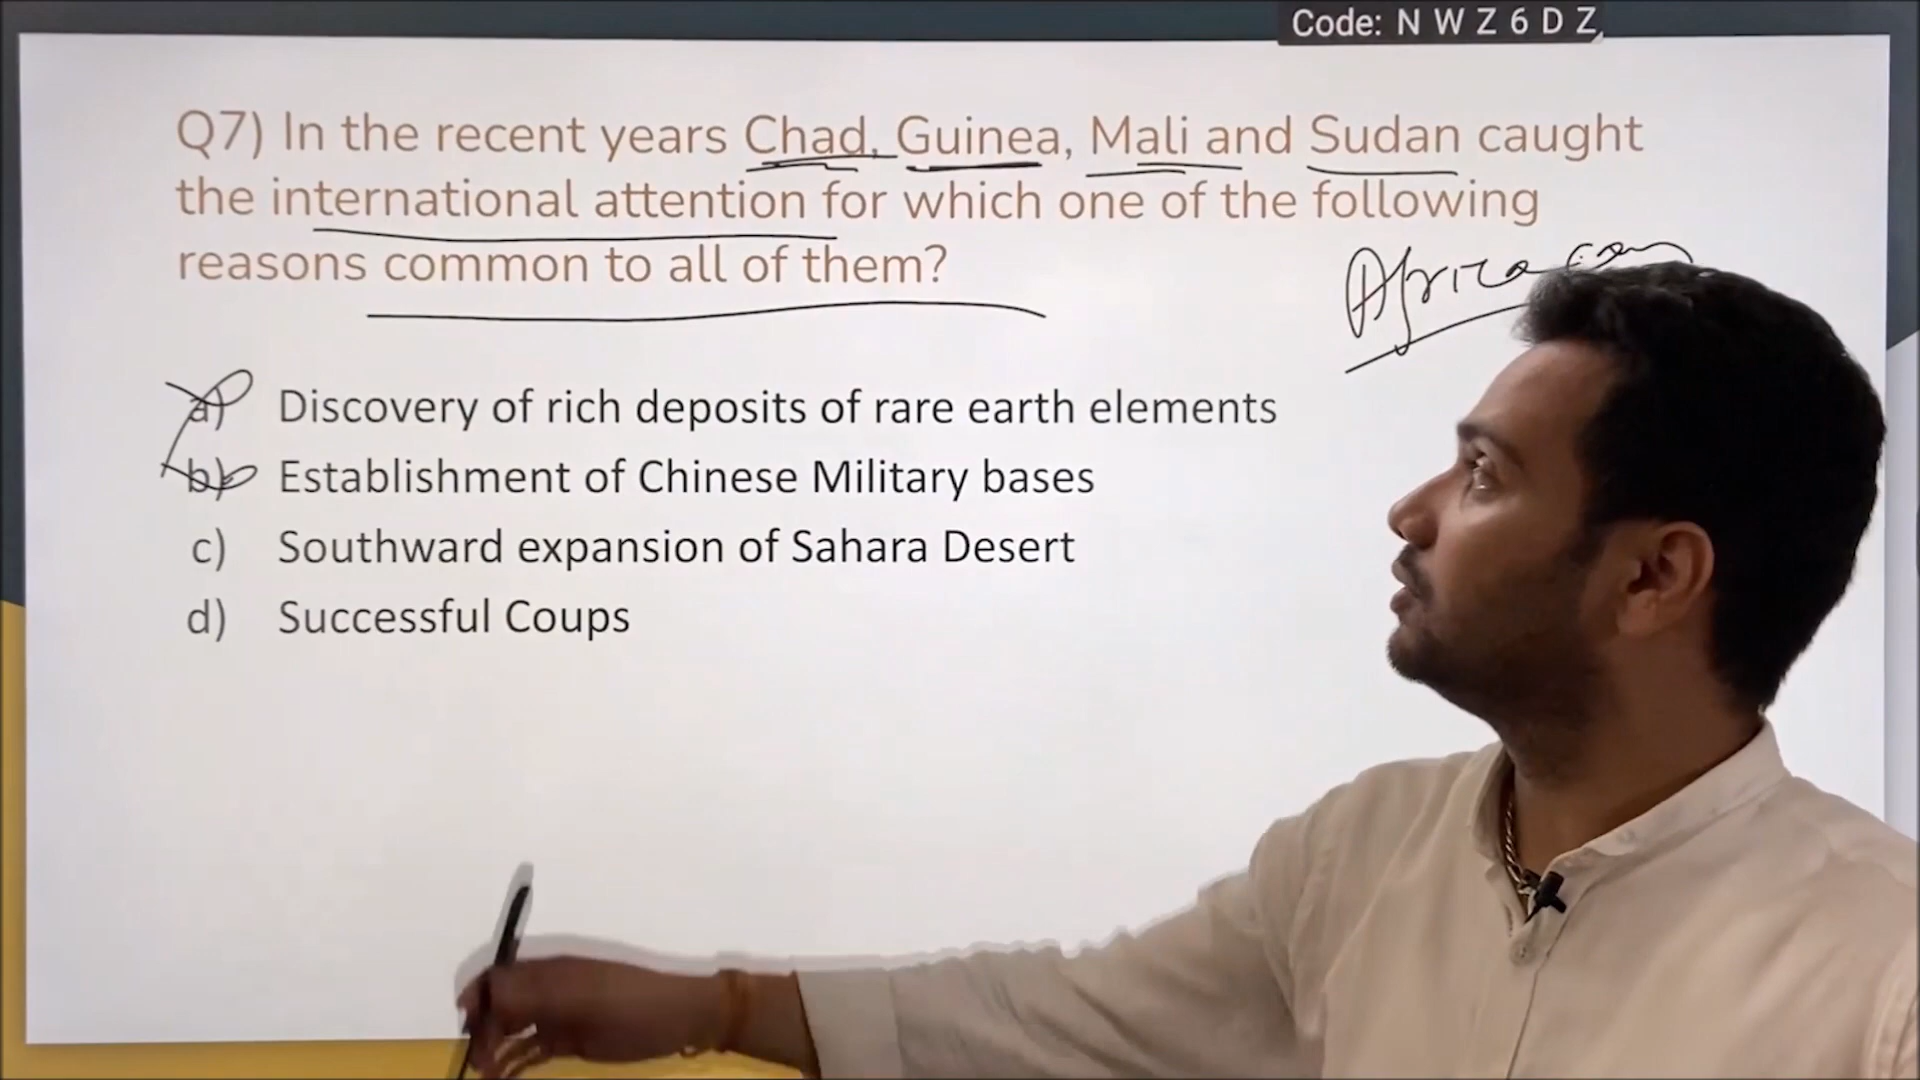 Code: N W Z 6 D Z
Q7) In the recent years Chad, Guinea, Mali and Sudan caught
the international attention for which one of the following
reasons common to all of them?
Africa
a) Discovery of rich deposits of rare earth elements
b) Establishment of Chinese Military bases
c) Southward expansion of Sahara Desert
d) Successful Coups